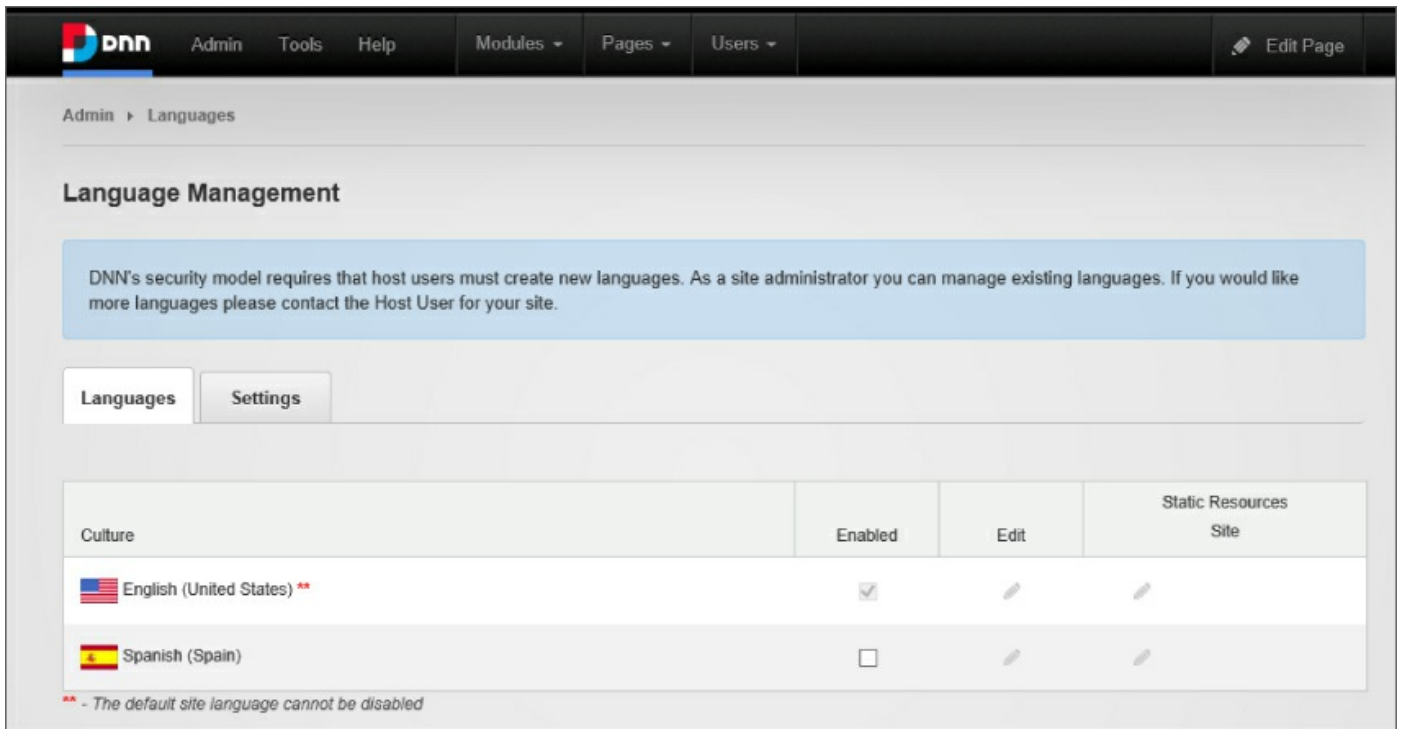 DNN Admin Tools Help Modules Pages Users Edit Page
Admin Languages
Language Management
DNN's security model requires that host users must create new languages. As a site administrator you can manage existing languages. If you would like
more languages please contact the Host User for your site.
Languages Settings
Static Resources
Culture Enabled Edit Site
English (United States) **
Spanish (Spain)
** - The default site language cannot be disabled